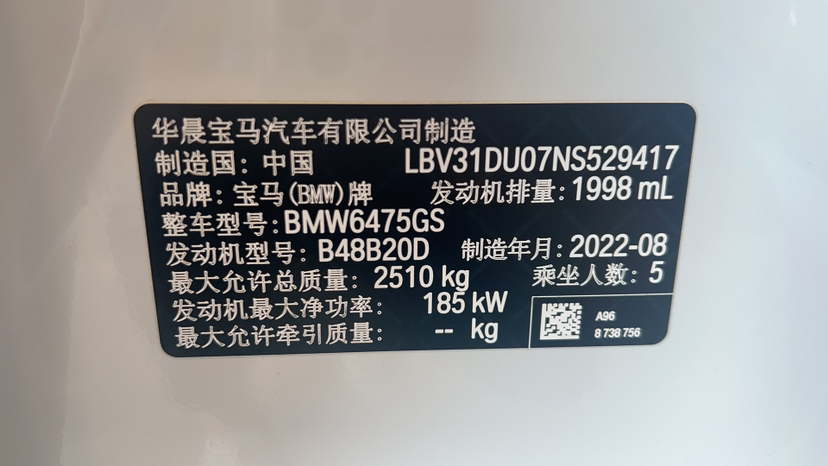 华晨宝马汽车有限公司制造
制造国: 中国 LBV31DU07NS529417
品牌: 宝马(BMW)牌 发动机排量: 1998 mL
整车型号: BMW6475GS
发动机型号: B48B20D 制造年月: 2022-08
最大允许总质量: 2510 kg 乘坐人数: 5
发动机最大净功率: 185 kW
最大允许牵引质量: -- kg
A96
8 738 756